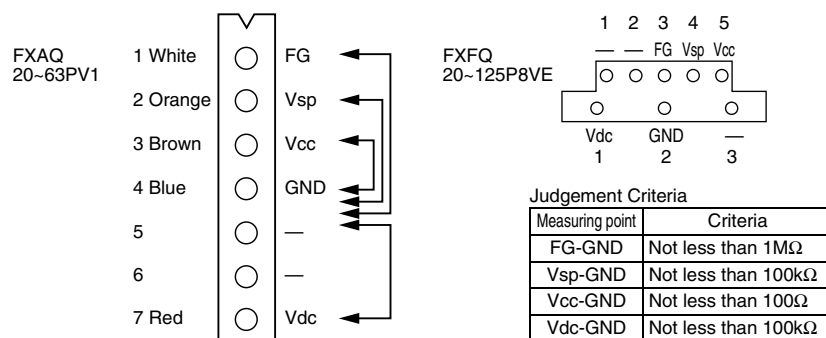 FXAQ
20~63PV1
1 White FG
2 Orange Vsp
3 Brown Vcc
4 Blue GND
5 —
6 —
7 Red Vdc
FXFQ
20~125P8VE
1 2 3 4 5
— — FG Vsp Vcc
Vdc GND —
1 2 3
Judgement Criteria
Measuring point Criteria
FG-GND Not less than 1MΩ
Vsp-GND Not less than 100kΩ
Vcc-GND Not less than 100Ω
Vdc-GND Not less than 100kΩ